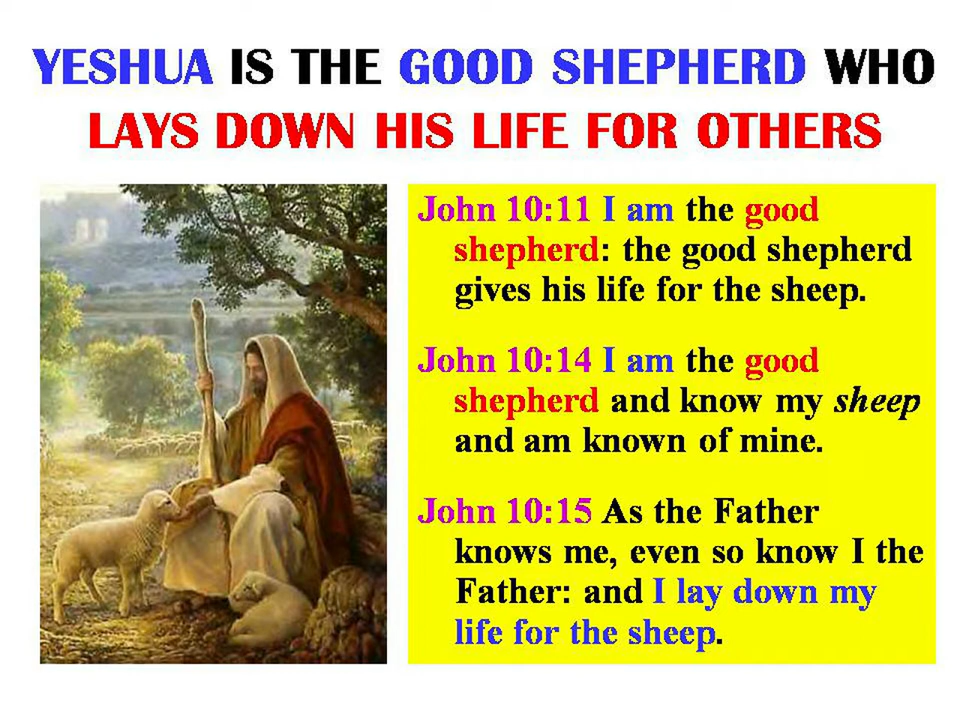 YESHUA IS THE GOOD SHEPHERD WHO
LAYS DOWN HIS LIFE FOR OTHERS
John 10:11 I am the good
shepherd: the good shepherd
gives his life for the sheep.
John 10:14 I am the good
shepherd and know my sheep
and am known of mine.
John 10:15 As the Father
knows me, even so know I the
Father: and I lay down my
life for the sheep.